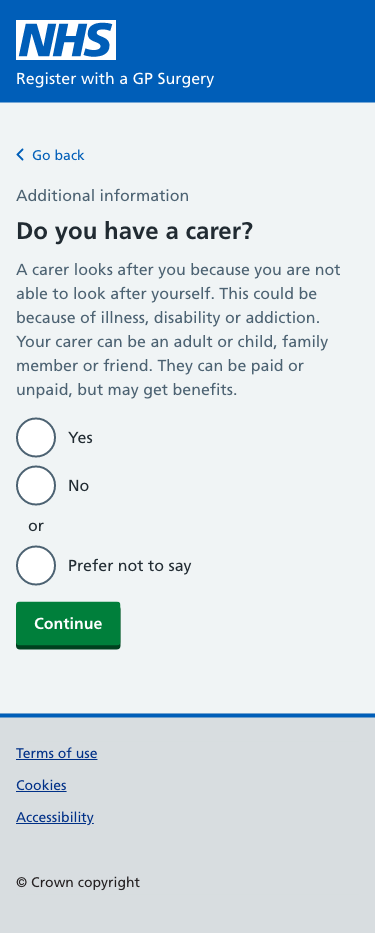 NHS
Register with a GP Surgery
Go back
Additional information
Do you have a carer?
A carer looks after you because you are not
able to look after yourself. This could be
because of illness, disability or addiction.
Your carer can be an adult or child, family
member or friend. They can be paid or
unpaid, but may get benefits.
Yes
No
or
Prefer not to say
Continue
Terms of use
Cookies
Accessibility
© Crown copyright